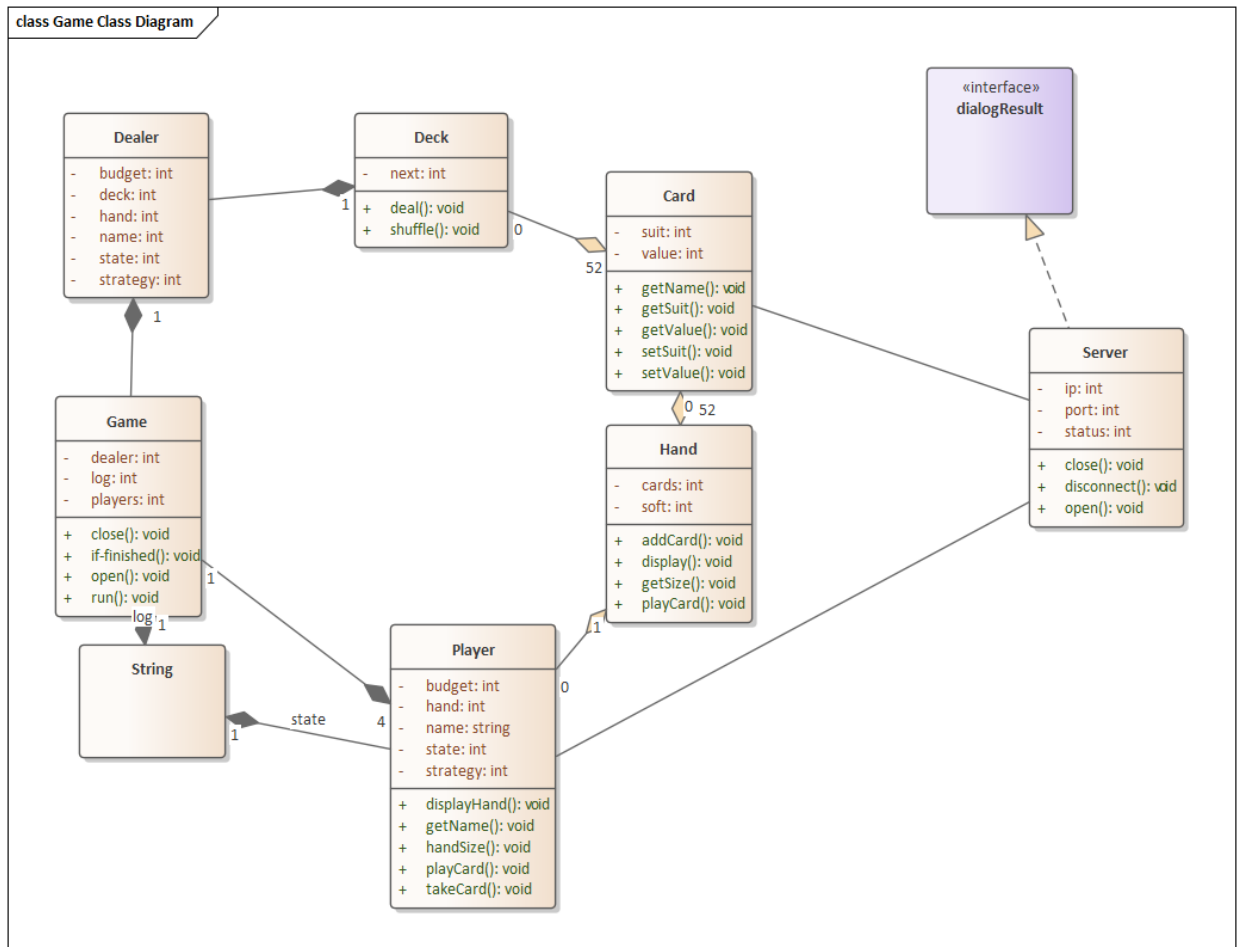 class Game Class Diagram
Dealer
- budget: int
- deck: int
- hand: int
- name: int
- state: int
- strategy: int
1
Deck
- next: int
+ deal(): void
+ shuffle(): void
1
0
52
Card
- suit: int
- value: int
+ getName(): void
+ getSuit(): void
+ getValue(): void
+ setSuit(): void
+ setValue(): void
0 52
«interface»
dialogResult
Server
- ip: int
- port: int
- status: int
+ close(): void
+ disconnect(): void
+ open(): void
Game
- dealer: int
- log: int
- players: int
+ close(): void
+ if-finished(): void
+ open(): void
+ run(): void
1
log 1
Hand
- cards: int
- soft: int
+ addCard(): void
+ display(): void
+ getSize(): void
+ playCard(): void
1
0
String
1
state
4
Player
- budget: int
- hand: int
- name: string
- state: int
- strategy: int
+ displayHand(): void
+ getName(): void
+ handSize(): void
+ playCard(): void
+ takeCard(): void